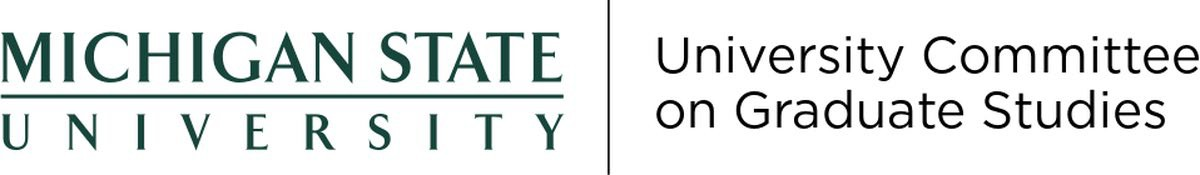 MICHIGAN STATE
UNIVERSITY
University Committee
on Graduate Studies